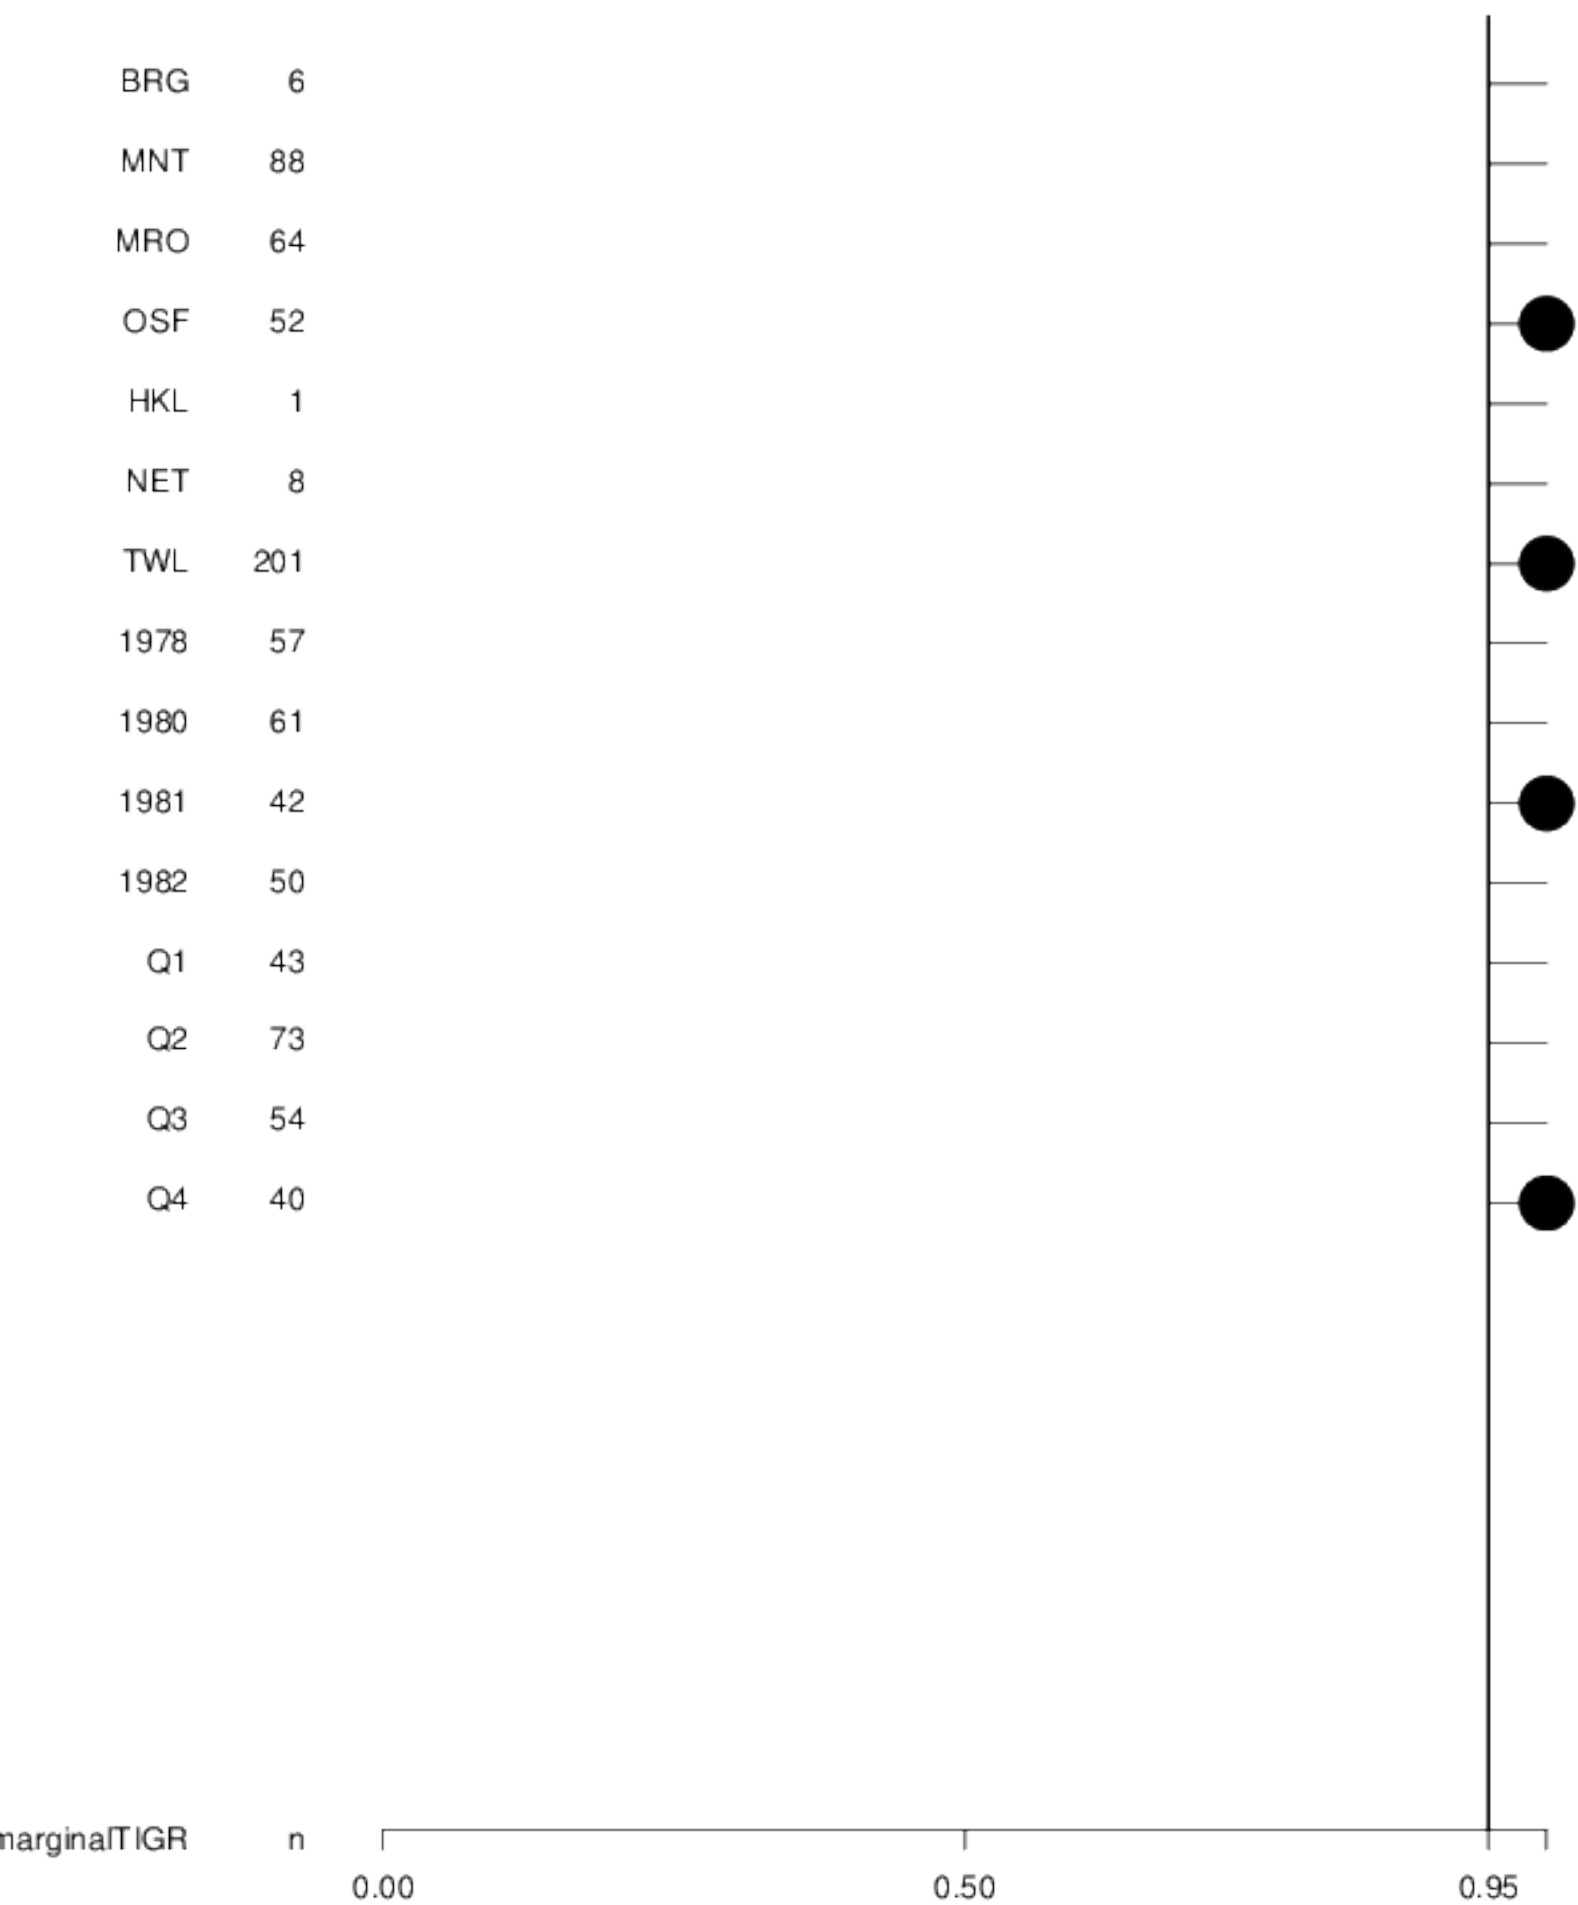 BRG 6
MNT 88
MRO 64
OSF 52
HKL 1
NET 8
TWL 201
1978 57
1980 61
1981 42
1982 50
Q1 43
Q2 73
Q3 54
Q4 40
marginalTIGR n
0.00 0.50 0.95